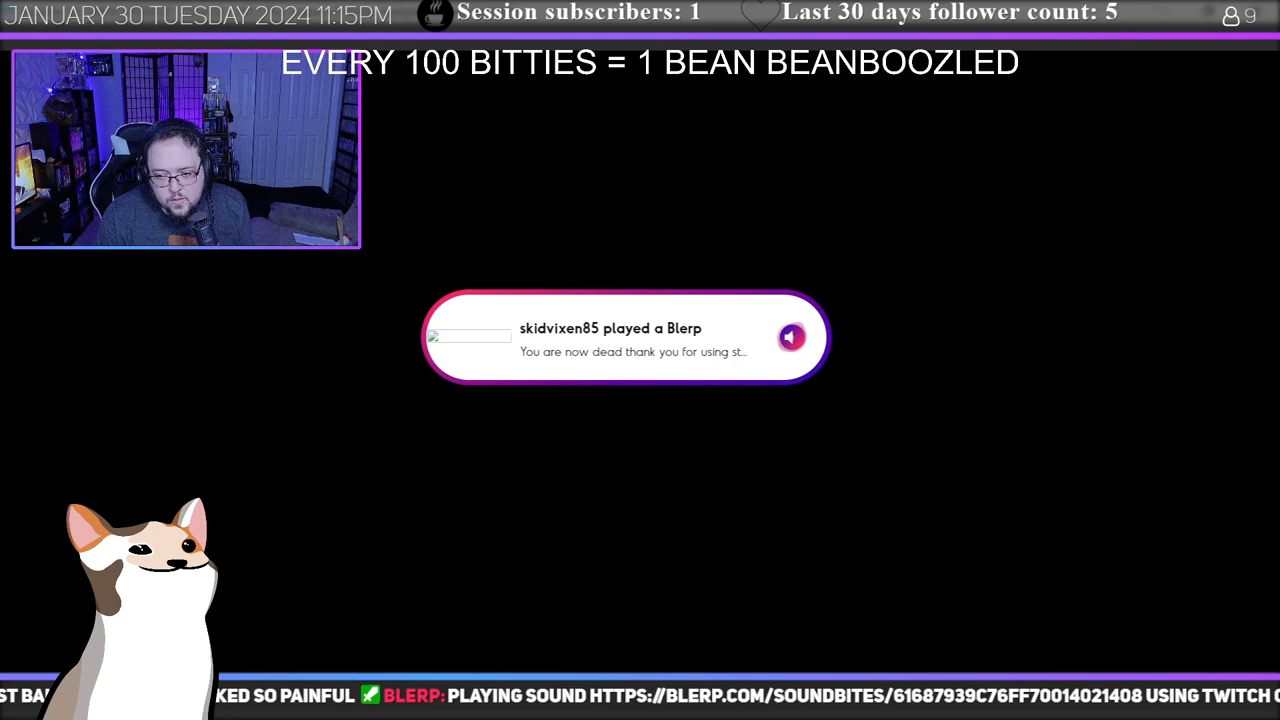 JANUARY 30 TUESDAY 2024 11:15PM
Session subscribers: 1
Last 30 days follower count: 5
9
EVERY 100 BITTIES = 1 BEAN BEANBOOZLED
skidvixen85 played a Blerp
You are now dead thank you for using st...
ST BA KED SO PAINFUL BLERP: PLAYING SOUND HTTPS://BLERP.COM/SOUNDBITES/61687939C76FF70014021408 USING TWITCH